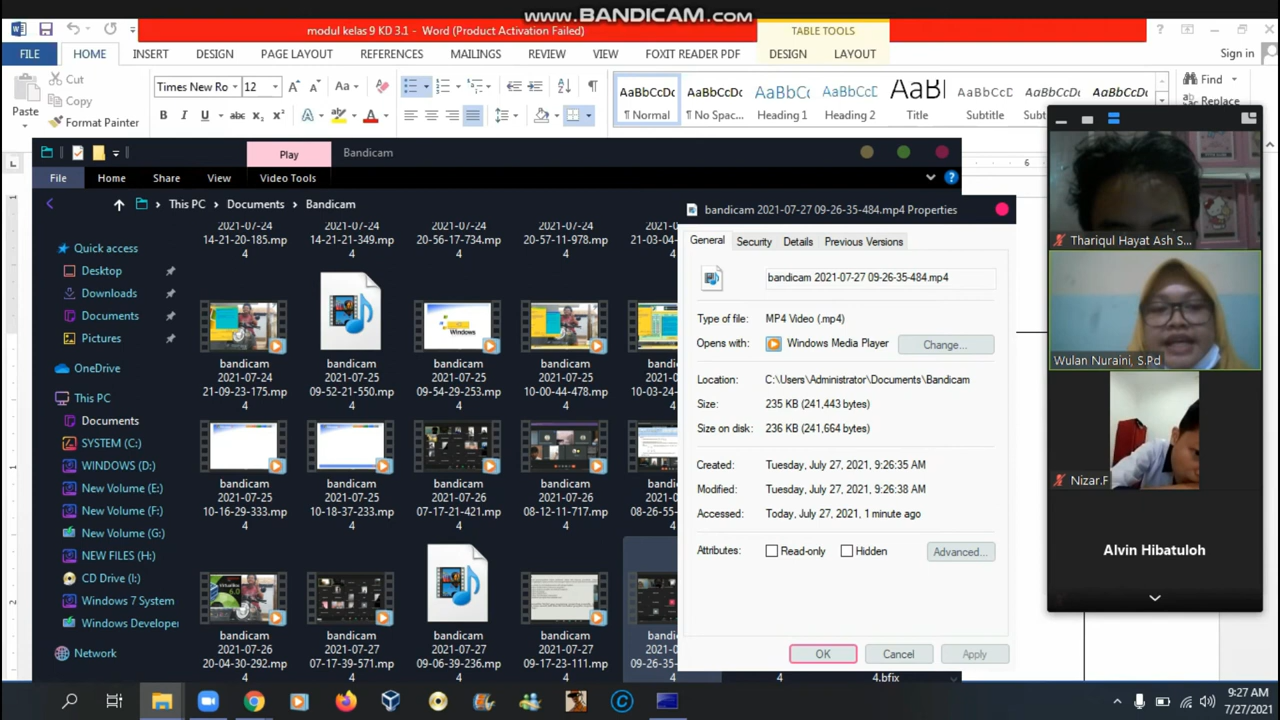 www.BANDICAM.com
modul kelas 9 KD 3.1 - Word (Product Activation Failed)
TABLE TOOLS
FILE HOME INSERT DESIGN PAGE LAYOUT REFERENCES MAILINGS REVIEW VIEW FOXIT READER PDF DESIGN LAYOUT Sign in
Cut
Copy
Format Painter
Paste
Times New Ro 12
AaBbCcDc AaBbCcDc AaBbCc AaBbCcD AaBl AaBbCcD AaBbCcDc AaBbCcDc
¶ Normal ¶ No Spac... Heading 1 Heading 2 Title Subtitle
Find
Replace
Play Bandicam
File Home Share View Video Tools
This PC Documents Bandicam
Quick access
Desktop
Downloads
Documents
Pictures
OneDrive
This PC
Documents
SYSTEM (C:)
WINDOWS (D:)
New Volume (E:)
New Volume (F:)
New Volume (G:)
NEW FILES (H:)
CD Drive (I:)
Windows 7 System
Windows Developer
Network
2021-07-24 14-21-20-185.mp4
2021-07-24 14-21-21-349.mp4
2021-07-24 20-56-17-734.mp4
2021-07-24 20-57-11-978.mp4
bandicam 2021-07-24 21-09-23-175.mp4
bandicam 2021-07-25 09-52-21-550.mp4
bandicam 2021-07-25 09-54-29-253.mp4
bandicam 2021-07-25 10-00-44-478.mp4
bandicam 2021-07-25 10-16-29-333.mp4
bandicam 2021-07-25 10-18-37-233.mp4
bandicam 2021-07-26 07-17-21-421.mp4
bandicam 2021-07-26 08-12-11-717.mp4
bandicam 2021-07-26 20-04-30-292.mp4
bandicam 2021-07-27 07-17-39-571.mp4
bandicam 2021-07-27 09-06-39-236.mp4
bandicam 2021-07-27 09-17-23-111.mp4
bandicam 2021-07-27 09-26-35-484.mp4 Properties
General Security Details Previous Versions
bandicam 2021-07-27 09-26-35-484.mp4
Type of file: MP4 Video (.mp4)
Opens with: Windows Media Player Change...
Location: C:\Users\Administrator\Documents\Bandicam
Size: 235 KB (241,443 bytes)
Size on disk: 236 KB (241,664 bytes)
Created: Tuesday, July 27, 2021, 9:26:35 AM
Modified: Tuesday, July 27, 2021, 9:26:38 AM
Accessed: Today, July 27, 2021, 1 minute ago
Attributes: Read-only Hidden Advanced...
OK Cancel Apply
4.bfix
Thariqul Hayat Ash S...
Wulan Nuraini, S.Pd
Nizar.F
Alvin Hibatuloh
9:27 AM
7/27/2021